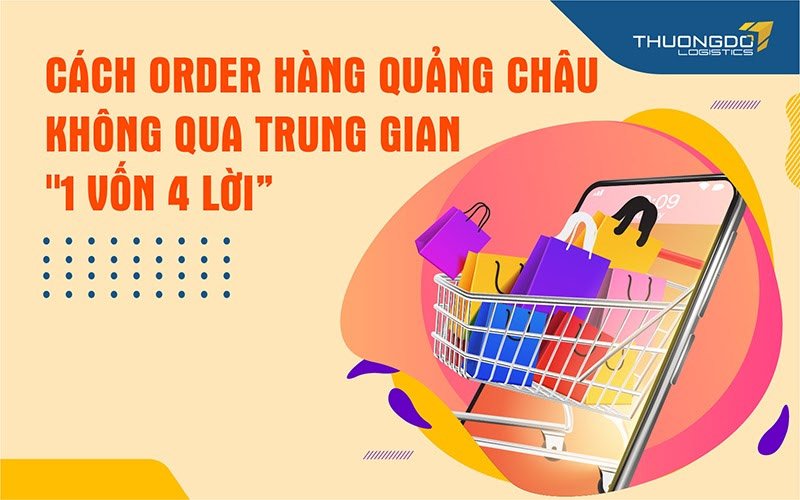 THUONGDO
LOGISTICS
CÁCH ORDER HÀNG QUẢNG CHÂU
KHÔNG QUA TRUNG GIAN
"1 VỐN 4 LỜI”